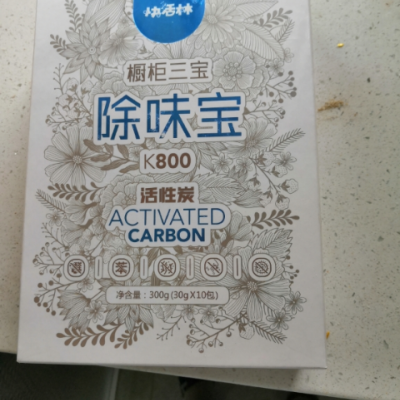 快活林
橱柜三宝
除味宝
K800
活性炭
ACTIVATED
CARBON
净含量：300g (30g X10包)